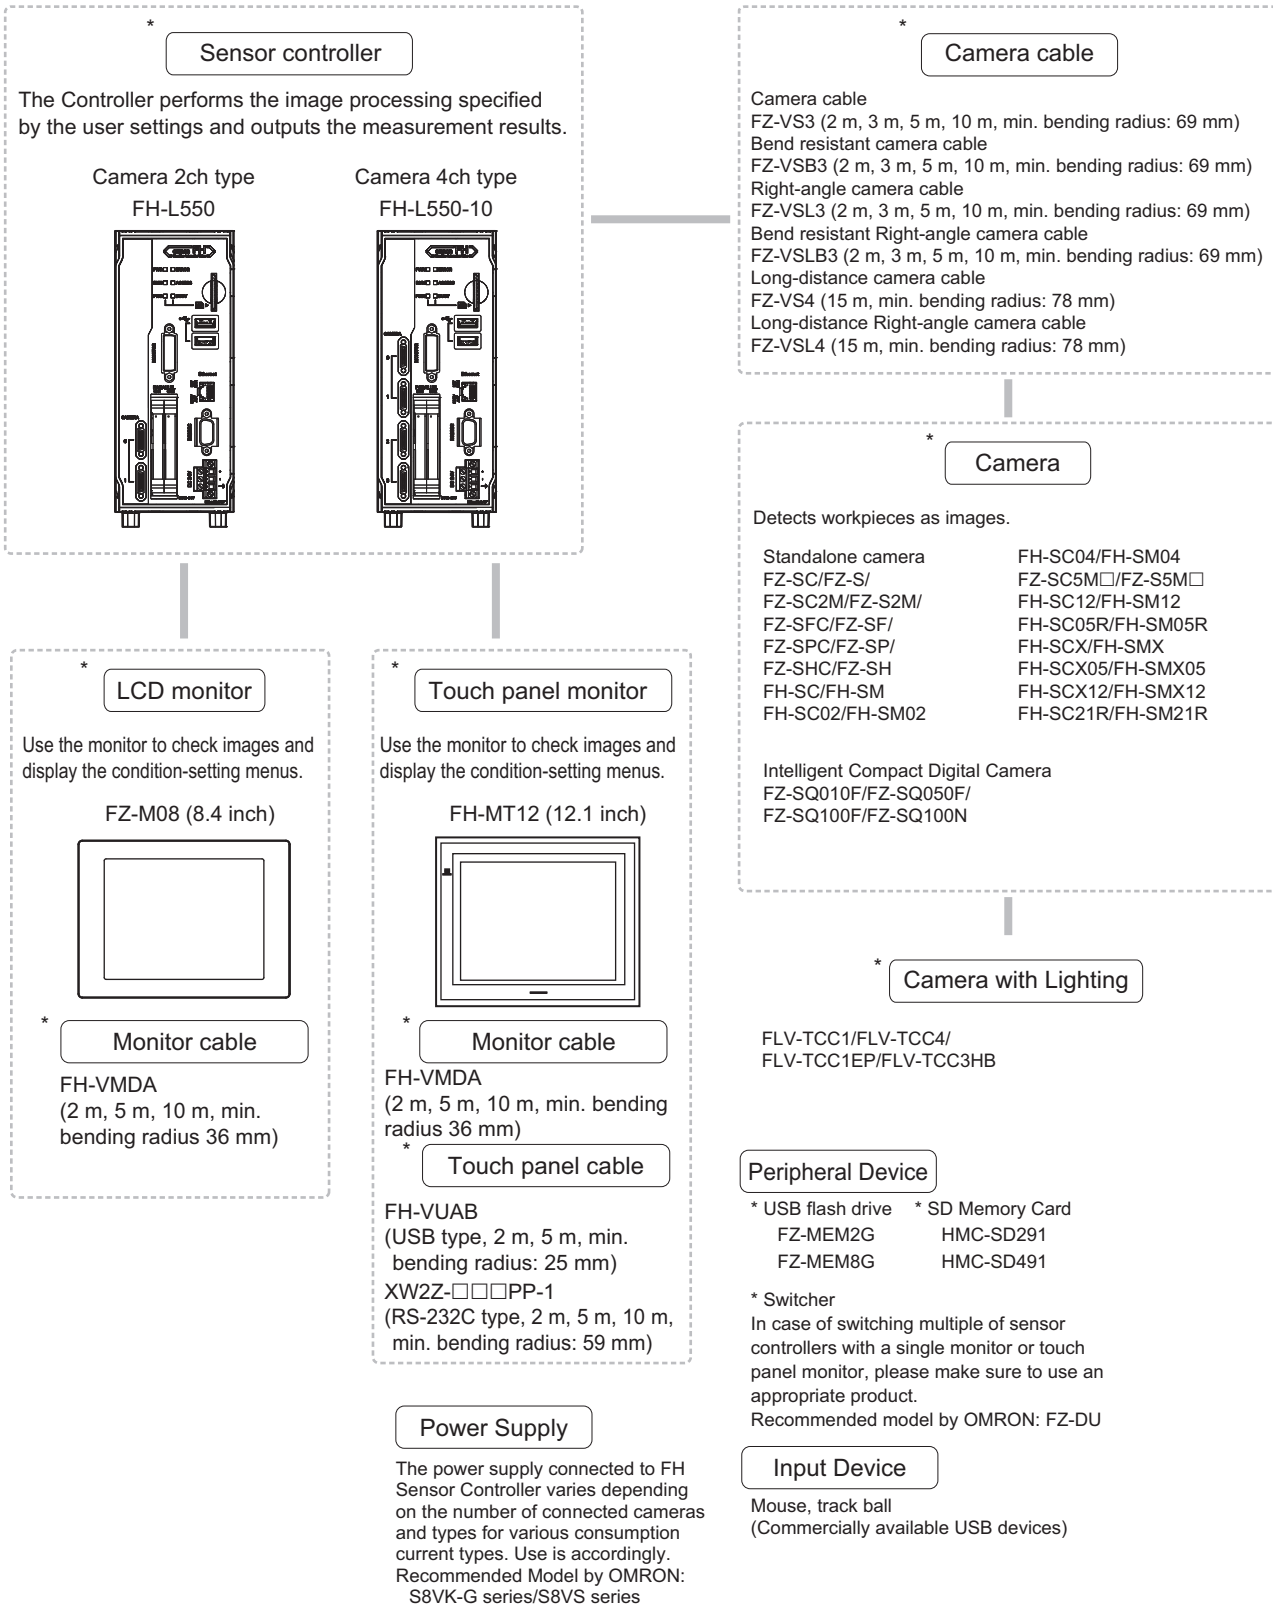 *
Sensor controller
The Controller performs the image processing specified
by the user settings and outputs the measurement results.
Camera 2ch type
FH-L550
Camera 4ch type
FH-L550-10
*
Camera cable
Camera cable
FZ-VS3 (2 m, 3 m, 5 m, 10 m, min. bending radius: 69 mm)
Bend resistant camera cable
FZ-VSB3 (2 m, 3 m, 5 m, 10 m, min. bending radius: 69 mm)
Right-angle camera cable
FZ-VSL3 (2 m, 3 m, 5 m, 10 m, min. bending radius: 69 mm)
Bend resistant Right-angle camera cable
FZ-VSLB3 (2 m, 3 m, 5 m, 10 m, min. bending radius: 69 mm)
Long-distance camera cable
FZ-VS4 (15 m, min. bending radius: 78 mm)
Long-distance Right-angle camera cable
FZ-VSL4 (15 m, min. bending radius: 78 mm)
*
Camera
Detects workpieces as images.
Standalone camera
FZ-SC/FZ-S/
FZ-SC2M/FZ-S2M/
FZ-SFC/FZ-SF/
FZ-SPC/FZ-SP/
FZ-SHC/FZ-SH
FH-SC/FH-SM
FH-SC02/FH-SM02
FH-SC04/FH-SM04
FZ-SC5M□/FZ-S5M□
FH-SC12/FH-SM12
FH-SC05R/FH-SM05R
FH-SCX/FH-SMX
FH-SCX05/FH-SMX05
FH-SCX12/FH-SMX12
FH-SC21R/FH-SM21R
Intelligent Compact Digital Camera
FZ-SQ010F/FZ-SQ050F/
FZ-SQ100F/FZ-SQ100N
*
Camera with Lighting
FLV-TCC1/FLV-TCC4/
FLV-TCC1EP/FLV-TCC3HB
*
LCD monitor
Use the monitor to check images and
display the condition-setting menus.
FZ-M08 (8.4 inch)
*
Monitor cable
FH-VMDA
(2 m, 5 m, 10 m, min.
bending radius 36 mm)
*
Touch panel monitor
Use the monitor to check images and
display the condition-setting menus.
FH-MT12 (12.1 inch)
*
Monitor cable
FH-VMDA
(2 m, 5 m, 10 m, min. bending
radius 36 mm)
*
Touch panel cable
FH-VUAB
(USB type, 2 m, 5 m, min.
bending radius: 25 mm)
XW2Z-□□□PP-1
(RS-232C type, 2 m, 5 m, 10 m,
min. bending radius: 59 mm)
Power Supply
The power supply connected to FH
Sensor Controller varies depending
on the number of connected cameras
and types for various consumption
current types. Use is accordingly.
Recommended Model by OMRON:
S8VK-G series/S8VS series
Peripheral Device
* USB flash drive
FZ-MEM2G
FZ-MEM8G
* SD Memory Card
HMC-SD291
HMC-SD491
* Switcher
In case of switching multiple of sensor
controllers with a single monitor or touch
panel monitor, please make sure to use an
appropriate product.
Recommended model by OMRON: FZ-DU
Input Device
Mouse, track ball
(Commercially available USB devices)